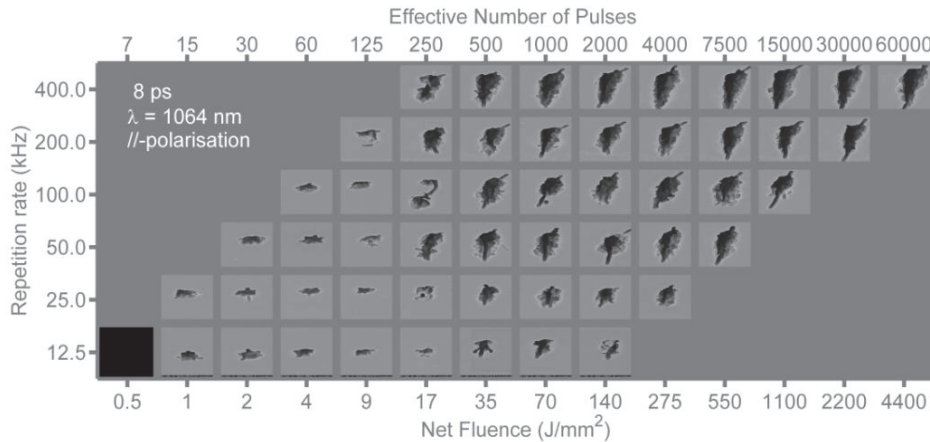 Effective Number of Pulses
7 15 30 60 125 250 500 1000 2000 4000 7500 15000 30000 60000
Repetition rate (kHz)
400.0
200.0
100.0
50.0
25.0
12.5
8 ps
λ = 1064 nm
//-polarisation
0.5 1 2 4 9 17 35 70 140 275 550 1100 2200 4400
Net Fluence (J/mm²)